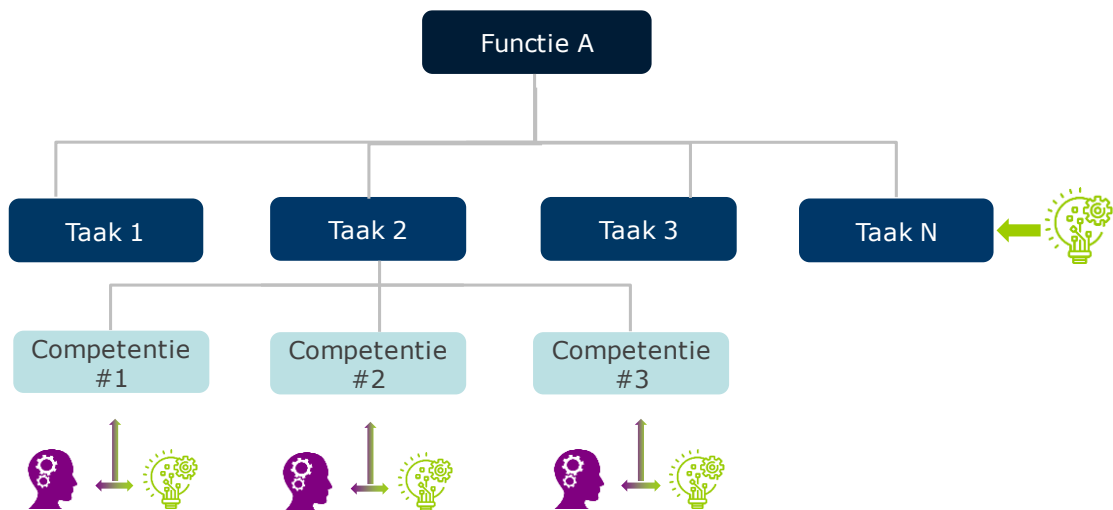 Functie A
Taak 1
Taak 2
Taak 3
Taak N
Competentie
#1
Competentie
#2
Competentie
#3